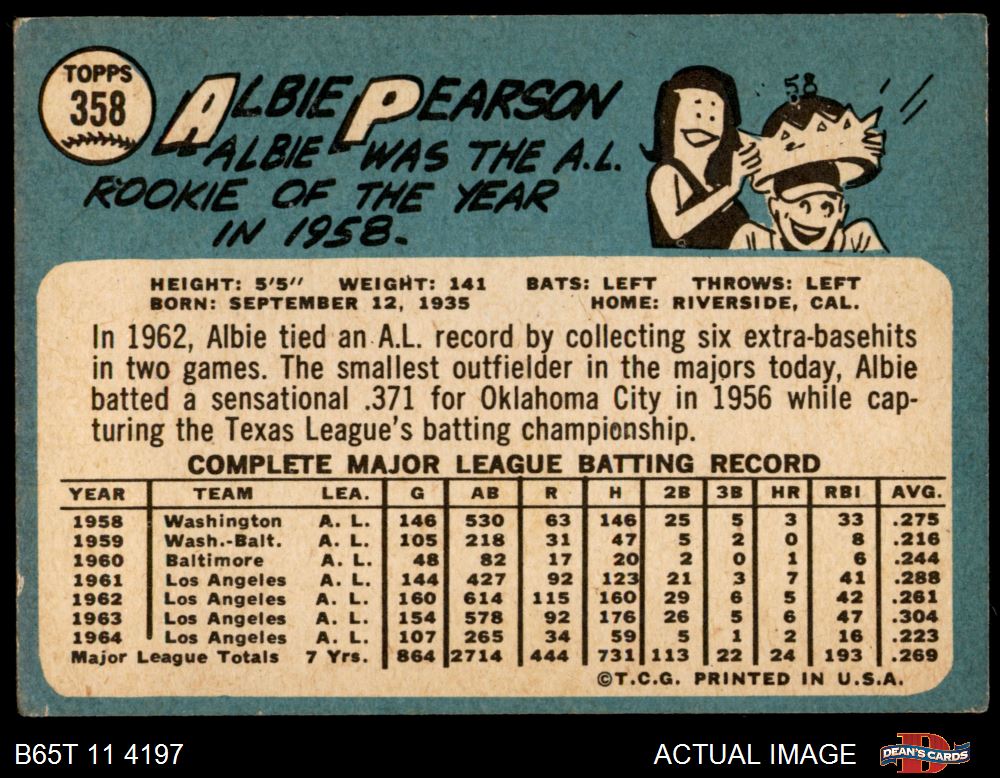 TOPPS
358
ALBIE PEARSON
ALBIE WAS THE A.L.
ROOKIE OF THE YEAR
IN 1958.
58
HEIGHT: 5'5" WEIGHT: 141 BATS: LEFT THROWS: LEFT
BORN: SEPTEMBER 12, 1935 HOME: RIVERSIDE, CAL.
In 1962, Albie tied an A.L. record by collecting six extra-basehits
in two games. The smallest outfielder in the majors today, Albie
batted a sensational .371 for Oklahoma City in 1956 while cap-
turing the Texas League's batting championship.
COMPLETE MAJOR LEAGUE BATTING RECORD
YEAR TEAM LEA. G AB R H 2B 3B HR RBI AVG.
1958 Washington A. L. 146 530 63 146 25 5 3 33 .275
1959 Wash.-Balt. A. L. 105 218 31 47 5 2 0 8 .216
1960 Baltimore A. L. 48 82 17 20 2 0 1 6 .244
1961 Los Angeles A. L. 144 427 92 123 21 3 7 41 .288
1962 Los Angeles A. L. 160 614 115 160 29 6 5 42 .261
1963 Los Angeles A. L. 154 578 92 176 26 5 6 47 .304
1964 Los Angeles A. L. 107 265 34 59 5 1 2 16 .223
Major League Totals 7 Yrs. 864 2714 444 731 113 22 24 193 .269
©T.C.G. PRINTED IN U.S.A.
B65T 11 4197 ACTUAL IMAGE DEAN'S CARDS